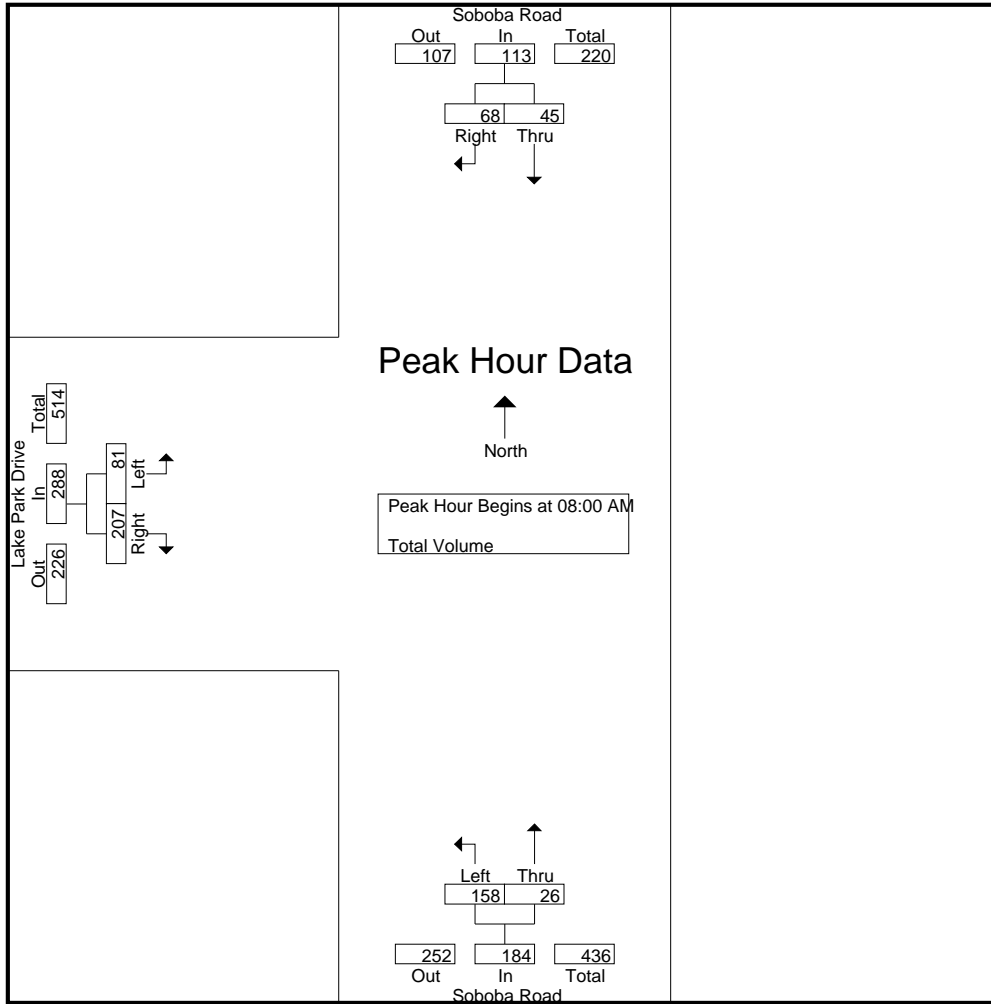 Soboba Road
Out In Total
107 113 220
68 45
Right Thru
Peak Hour Data
North
Peak Hour Begins at 08:00 AM
Total Volume
Lake Park Drive
Out In Total
226 288 514
207 81
Right Left
Left Thru
158 26
252 184 436
Out In Total
Soboba Road